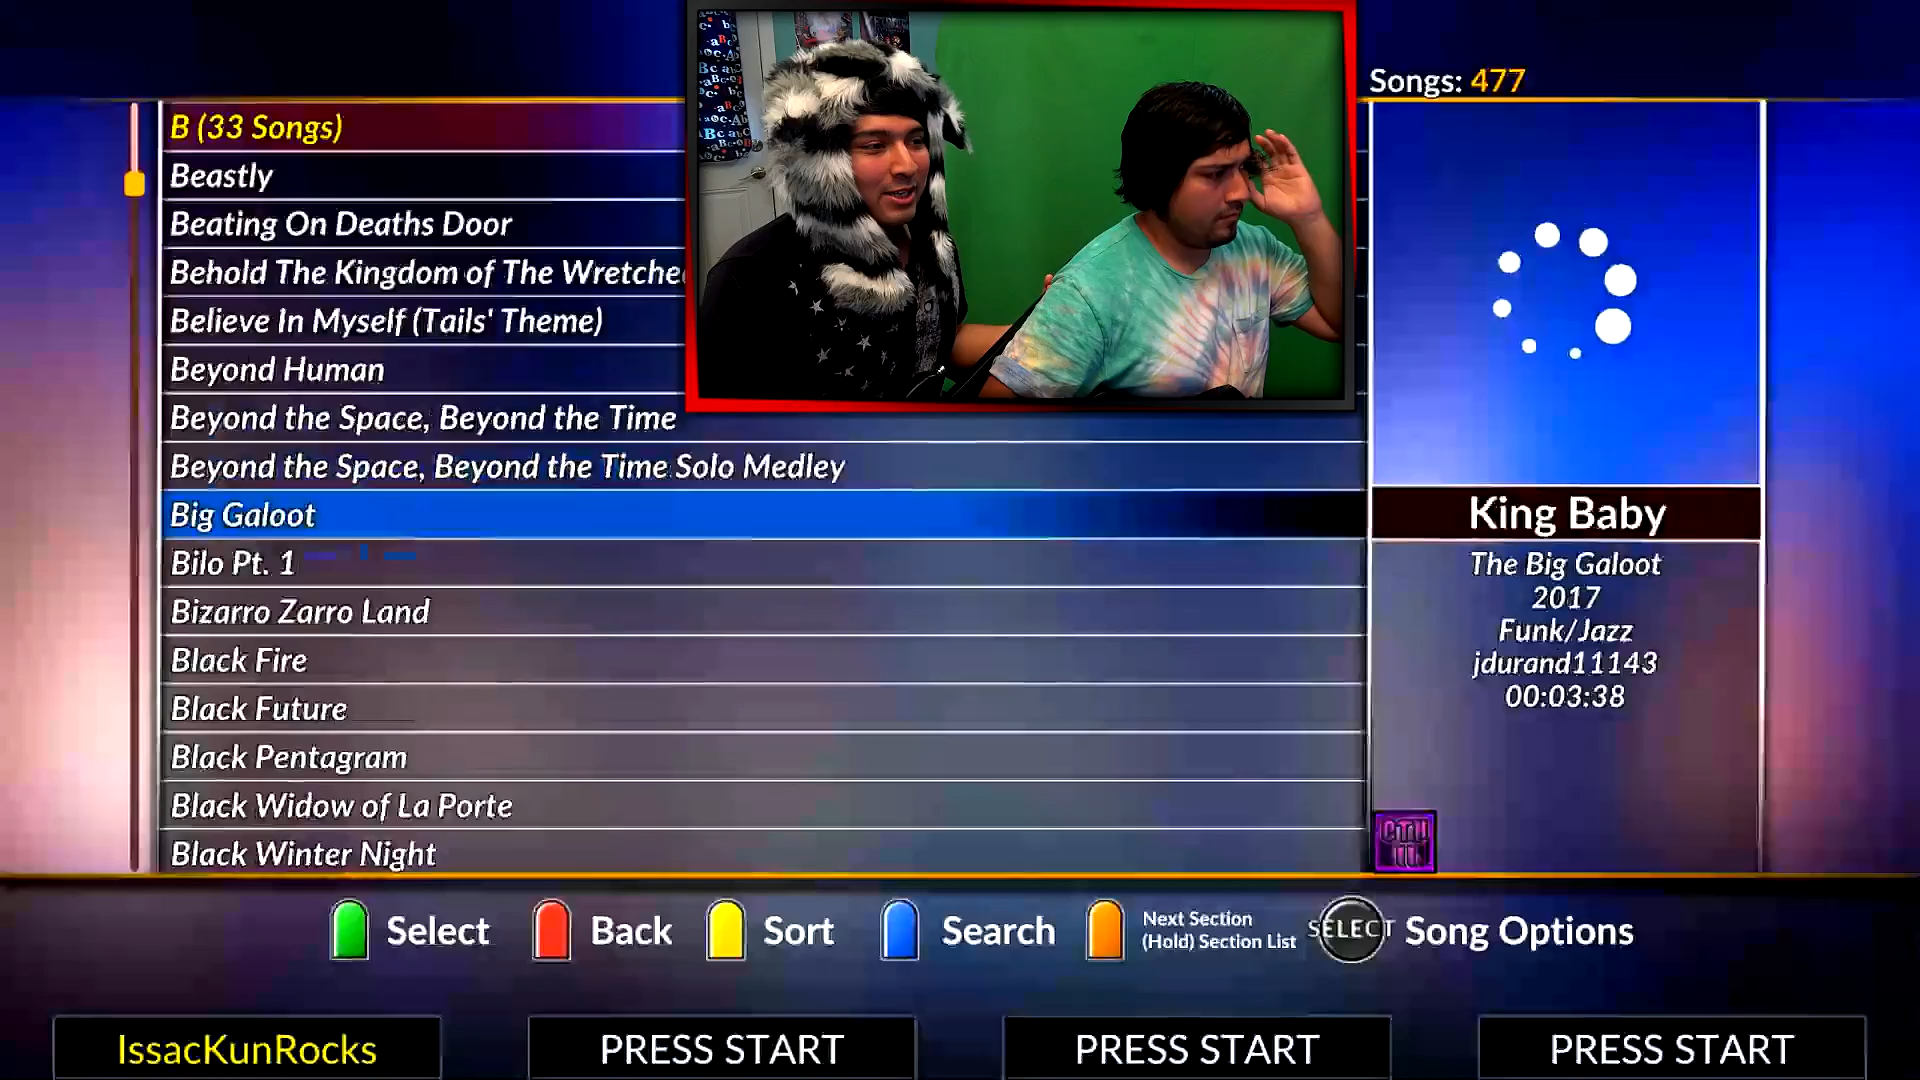 Songs: 477
B (33 Songs)
Beastly
Beating On Deaths Door
Behold The Kingdom of The Wretche
Believe In Myself (Tails' Theme)
Beyond Human
Beyond the Space, Beyond the Time
Beyond the Space, Beyond the Time Solo Medley
Big Galoot
Bilo Pt. 1
Bizarro Zarro Land
Black Fire
Black Future
Black Pentagram
Black Widow of La Porte
Black Winter Night
King Baby
The Big Galoot
2017
Funk/Jazz
jdurand11143
00:03:38
Select
Back
Sort
Search
Next Section
(Hold) Section List
SELECT
Song Options
IssacKunRocks
PRESS START
PRESS START
PRESS START